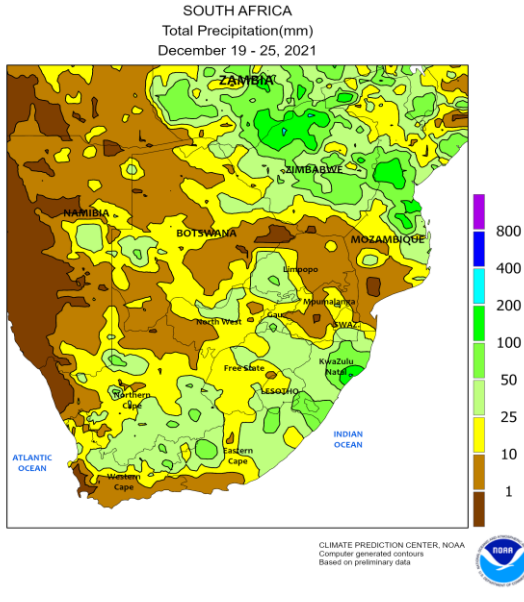 SOUTH AFRICA
Total Precipitation(mm)
December 19 - 25, 2021
ZAMBIA
ZIMBABWE
NAMIBIA
BOTSWANA
MOZAMBIQUE
Limpopo
Mpumalanga
Gau.
North West
SWAZ.
Free State
KwaZulu
Natal
LESOTHO
Northern
Cape
Eastern
Cape
Western
Cape
ATLANTIC
OCEAN
INDIAN
OCEAN
800
400
200
100
50
25
10
1
CLIMATE PREDICTION CENTER, NOAA
Computer generated contours
Based on preliminary data
NOAA